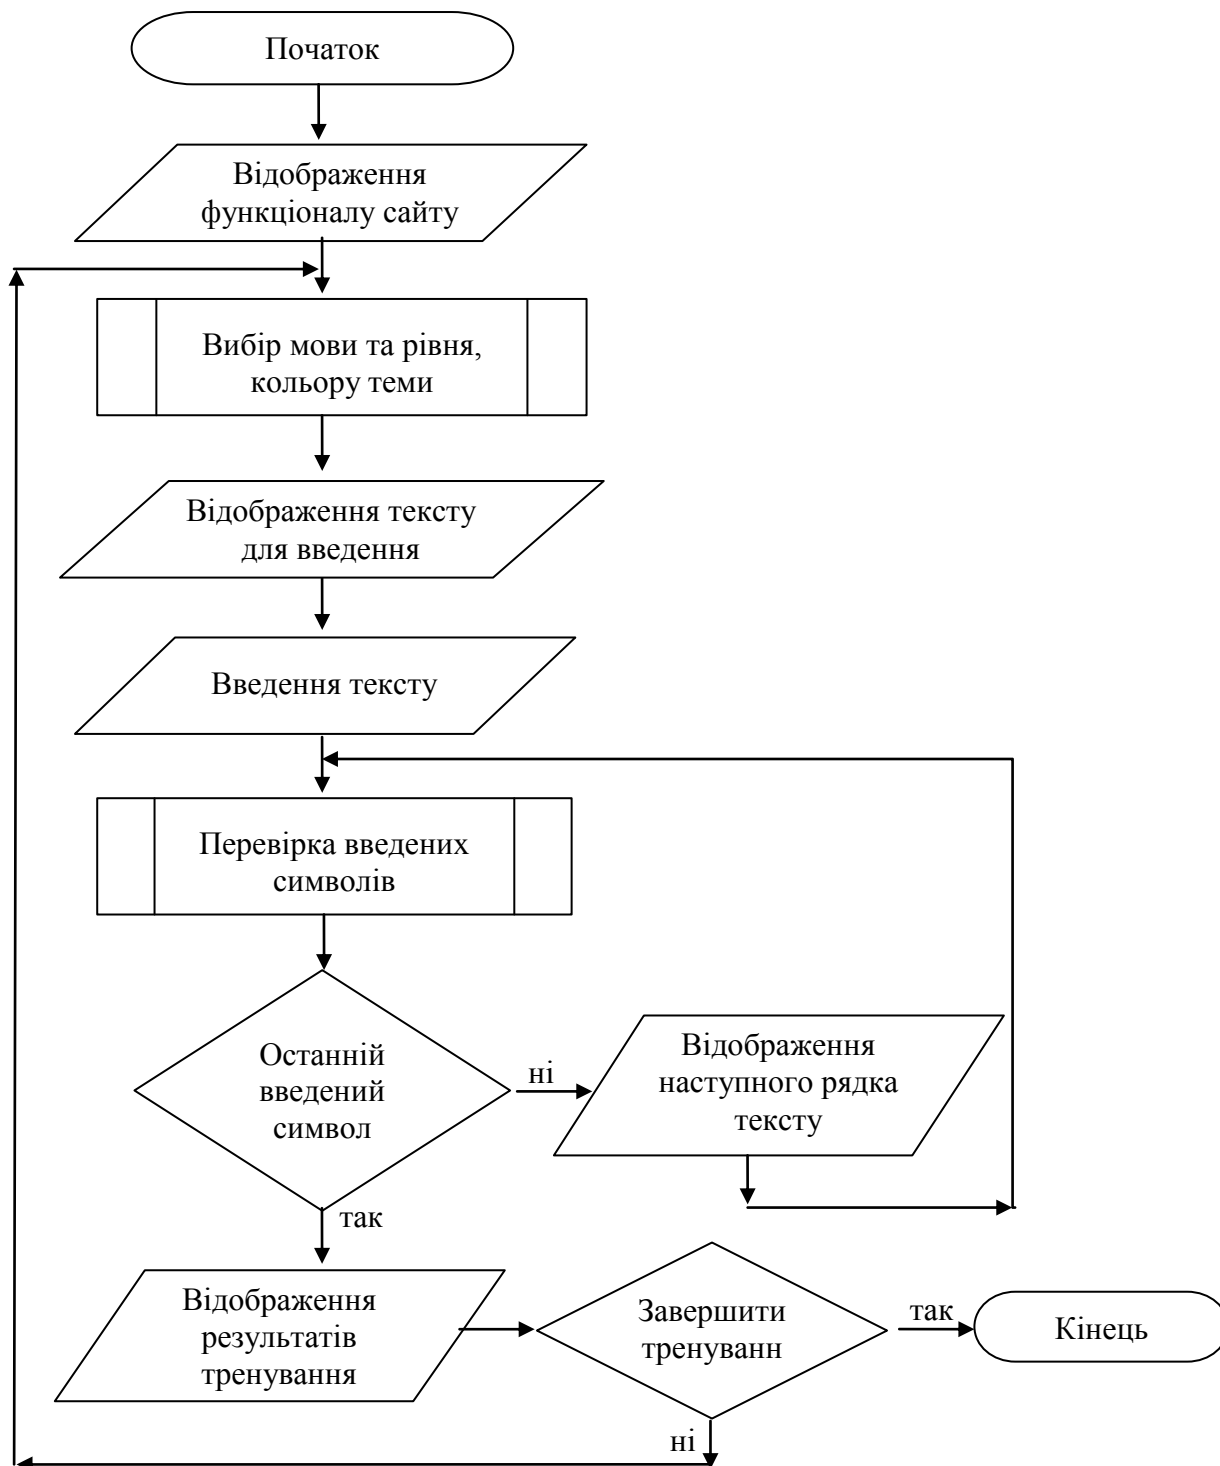 Початок
Відображення
функціоналу сайту
Вибір мови та рівня,
кольору теми
Відображення тексту
для введення
Введення тексту
Перевірка введених
символів
Останній
введений
символ
ні
Відображення
наступного рядка
тексту
так
Відображення
результатів
тренування
Завершити
тренуванн
так
Кінець
ні